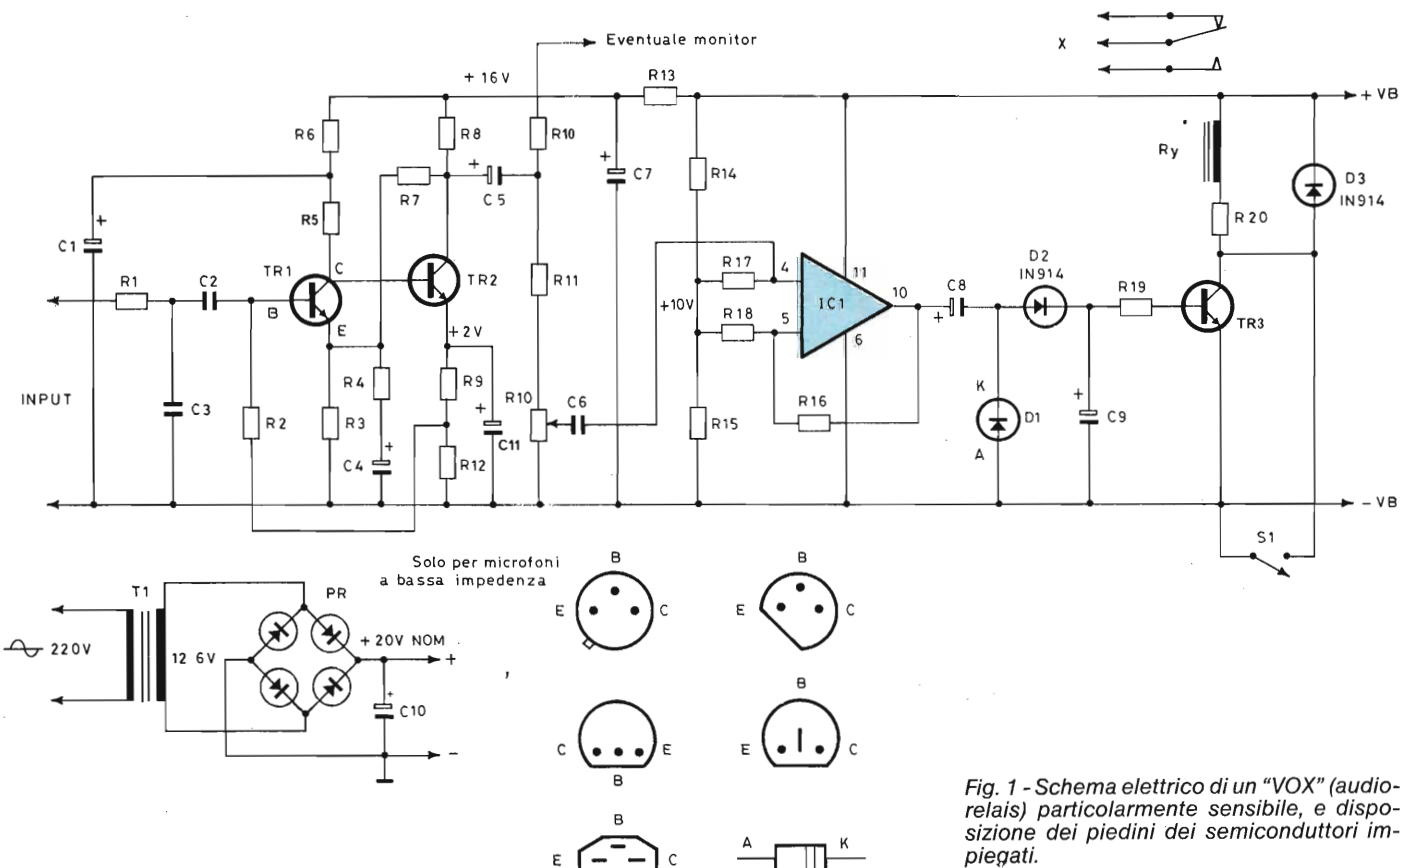 Eventuale monitor
X
+ 16V
R13
+ VB
R6
R8
R10
Ry
C7
R14
D3
IN914
R7
+
C5
+
R5
R20
C1
+
TR1
C
TR2
R17
4
11
D2
IN914
R1
C2
R11
C8
R19
B
+10V
IC1
10
+
E
+2V
R18
5
6
TR3
R4
R9
K
INPUT
R10
C6
R16
+
C3
R2
R3
+
C11
R15
D1
C9
C4
+
R12
A
- VB
S1
Solo per microfoni
a bassa impedenza
B
B
T1
PR
E
C
E
C
220V
12 6V
+ 20V NOM
+
+
C10
-
B
C
E
B
E
C
B
E
C
A
K
Fig. 1 - Schema elettrico di un “VOX” (audio-
relais) particolarmente sensibile, e dispo-
sizione dei piedini dei semiconduttori im-
piegati.